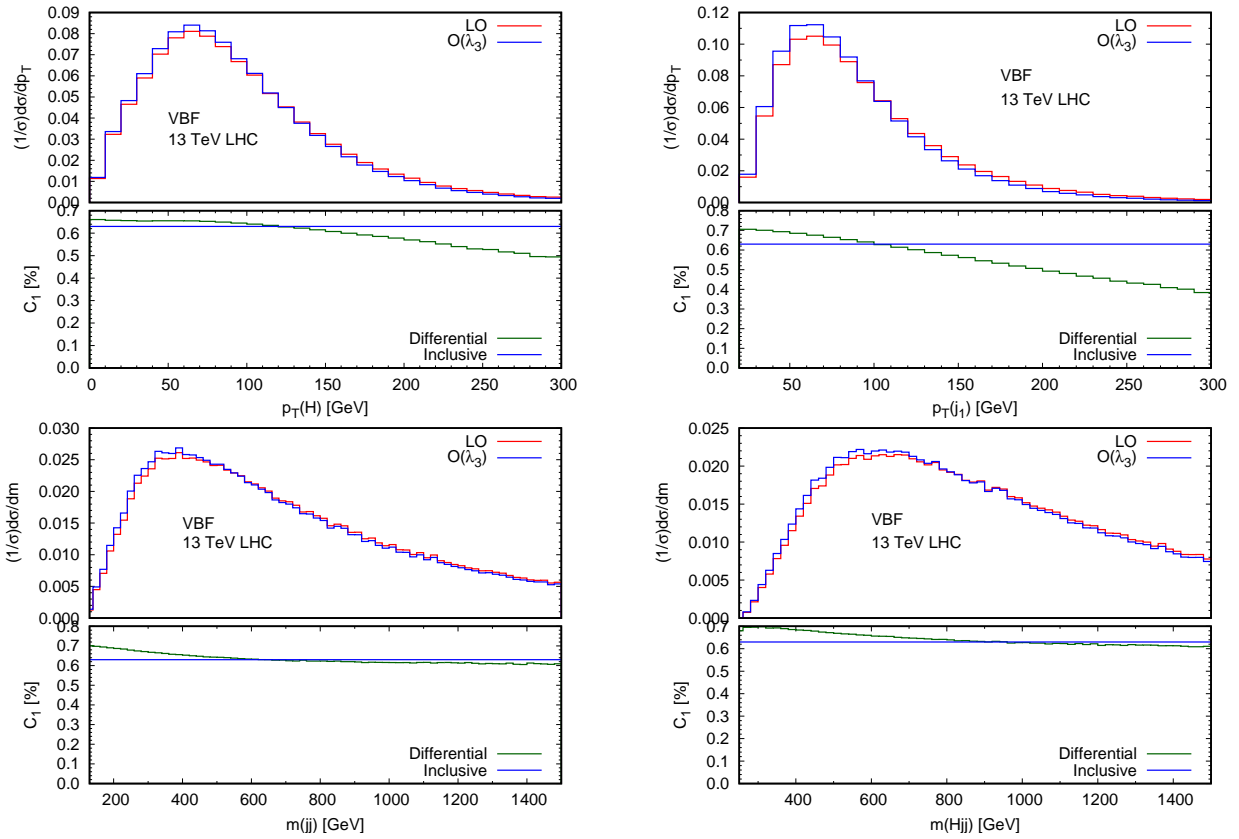 (1/σ)dσ/dp_T
0.09
0.08
0.07
0.06
0.05
0.04
0.03
0.02
0.01
0.00
LO
O(λ_3)
VBF
13 TeV LHC
C_1 [%]
0.7
0.6
0.5
0.4
0.3
0.2
0.1
0.0
Differential
Inclusive
0 50 100 150 200 250 300
p_T(H) [GeV]
(1/σ)dσ/dp_T
0.12
0.10
0.08
0.06
0.04
0.02
0.00
LO
O(λ_3)
VBF
13 TeV LHC
C_1 [%]
0.8
0.7
0.6
0.5
0.4
0.3
0.2
0.1
0.0
Differential
Inclusive
50 100 150 200 250 300
p_T(j_1) [GeV]
(1/σ)dσ/dm
0.030
0.025
0.020
0.015
0.010
0.005
0.000
LO
O(λ_3)
VBF
13 TeV LHC
C_1 [%]
0.8
0.7
0.6
0.5
0.4
0.3
0.2
0.1
0.0
Differential
Inclusive
200 400 600 800 1000 1200 1400
m(jj) [GeV]
(1/σ)dσ/dm
0.025
0.020
0.015
0.010
0.005
0.000
LO
O(λ_3)
VBF
13 TeV LHC
C_1 [%]
0.7
0.6
0.5
0.4
0.3
0.2
0.1
0.0
Differential
Inclusive
400 600 800 1000 1200 1400
m(Hjj) [GeV]